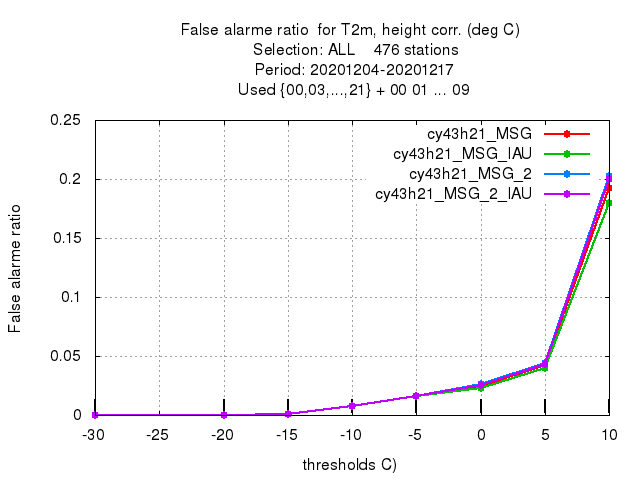 False alarme ratio  for T2m, height corr. (deg C)
Selection: ALL    476 stations
Period: 20201204-20201217
Used {00,03,...,21} + 00 01 ... 09
cy43h21_MSG
cy43h21_MSG_IAU
cy43h21_MSG_2
cy43h21_MSG_2_IAU
False alarme ratio
0.25
0.2
0.15
0.1
0.05
0
-30 -25 -20 -15 -10 -5 0 5 10
thresholds C)